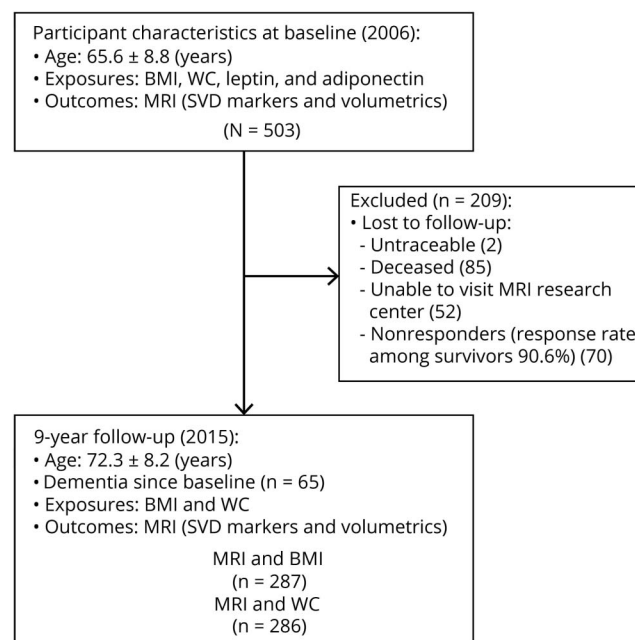 Participant characteristics at baseline (2006):
• Age: 65.6 ± 8.8 (years)
• Exposures: BMI, WC, leptin, and adiponectin
• Outcomes: MRI (SVD markers and volumetrics)
(N = 503)
Excluded (n = 209):
• Lost to follow-up:
- Untraceable (2)
- Deceased (85)
- Unable to visit MRI research
center (52)
- Nonresponders (response rate
among survivors 90.6%) (70)
9-year follow-up (2015):
• Age: 72.3 ± 8.2 (years)
• Dementia since baseline (n = 65)
• Exposures: BMI and WC
• Outcomes: MRI (SVD markers and volumetrics)
MRI and BMI
(n = 287)
MRI and WC
(n = 286)